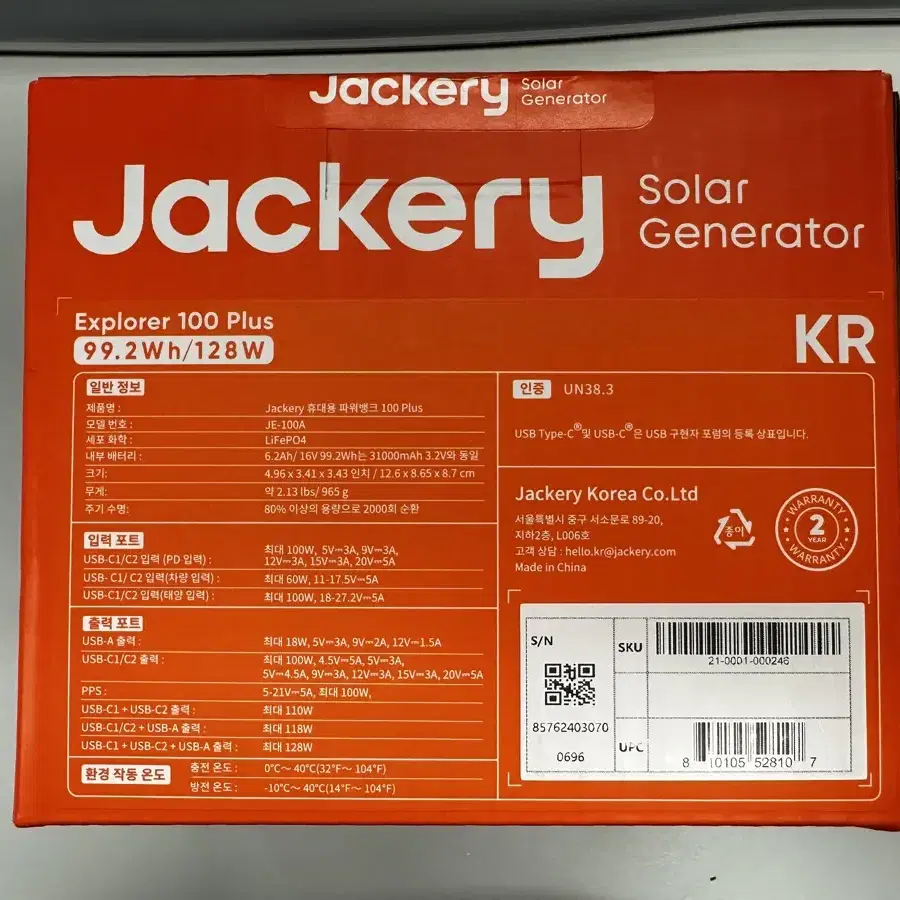 Jackery Solar Generator
Jackery Solar Generator
Explorer 100 Plus
99.2Wh/128W
KR
일반 정보
제품명 : Jackery 휴대용 파워뱅크 100 Plus
모델 번호 : JE-100A
세포 화학 : LiFePO4
내부 배터리 : 6.2Ah/ 16V 99.2Wh는 31000mAh 3.2V와 동일
크기: 4.96 x 3.41 x 3.43 인치 / 12.6 x 8.65 x 8.7 cm
무게: 약 2.13 lbs/ 965 g
주기 수명: 80% 이상의 용량으로 2000회 순환
입력 포트
USB-C1/C2 입력 (PD 입력) : 최대 100W, 5V⎓3A, 9V⎓3A,
12V⎓3A, 15V⎓3A, 20V⎓5A
USB- C1/ C2 입력(차량 입력) : 최대 60W, 11-17.5V⎓5A
USB-C1/C2 입력(태양 입력) : 최대 100W, 18-27.2V⎓5A
출력 포트
USB-A 출력 : 최대 18W, 5V⎓3A, 9V⎓2A, 12V⎓1.5A
USB-C1/C2 출력 : 최대 100W, 4.5V⎓5A, 5V⎓3A,
5V⎓4.5A, 9V⎓3A, 12V⎓3A, 15V⎓3A, 20V⎓5A
PPS : 5-21V⎓5A, 최대 100W,
USB-C1 + USB-C2 출력 : 최대 110W
USB-C1/C2 + USB-A 출력 : 최대 118W
USB-C1 + USB-C2 + USB-A 출력 : 최대 128W
환경 작동 온도
충전 온도 : 0°C～ 40°C(32°F～ 104°F)
방전 온도 : -10°C～ 40°C(14°F～ 104°F)
인증 UN38.3
USB Type-C®및 USB-C®은 USB 구현자 포럼의 등록 상표입니다.
Jackery Korea Co.Ltd
서울특별시 중구 서소문로 89-20,
지하2층, L006호
고객 상담 : hello.kr@jackery.com
Made in China
종이
WARRANTY
2
YEAR
WARRANTY
S/N
85762403070
0696
SKU
21-0001-000246
UPC
8 10105 52810 7